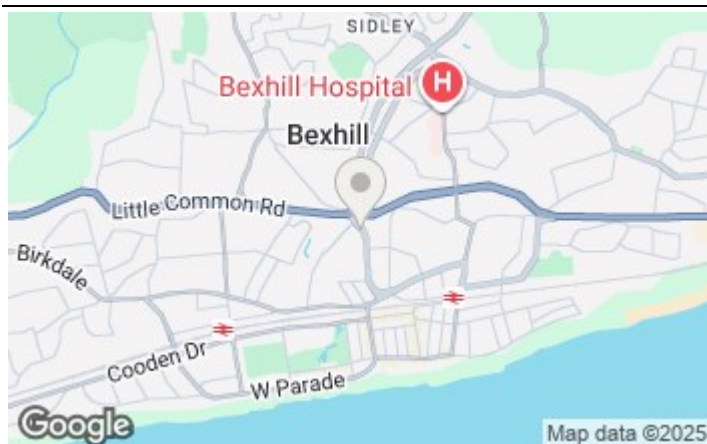 SIDLEY
Bexhill Hospital
H
Bexhill
Little Common Rd
Birkdale
Cooden Dr
W Parade
Google
Map data ©2025